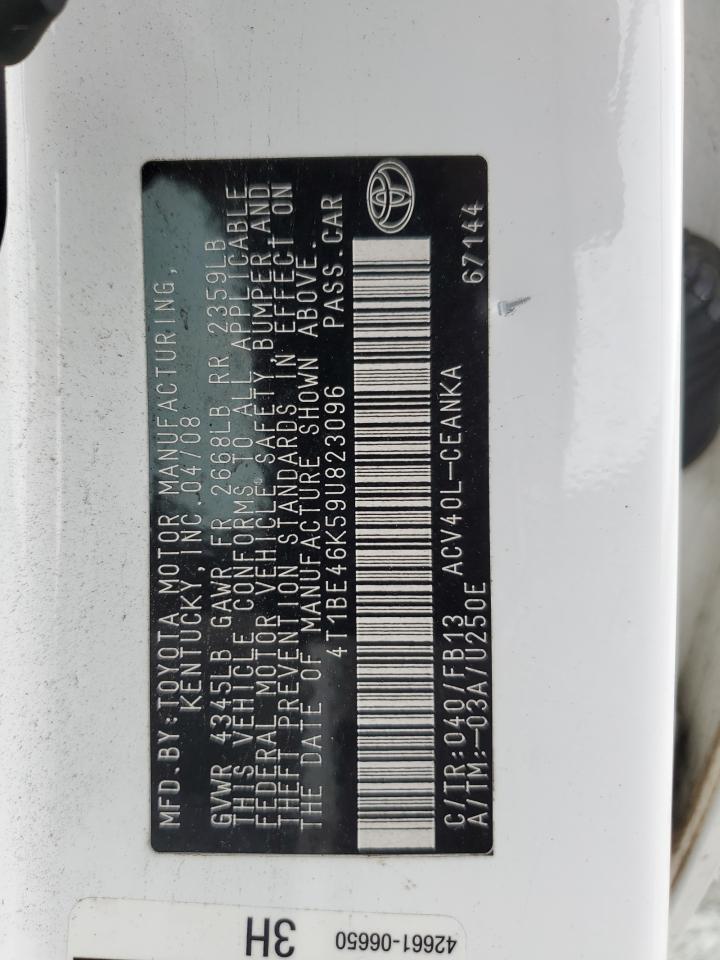 MFD.BY:TOYOTA MOTOR MANUFACTURING,
KENTUCKY,INC.04/08
GVWR 4345LB GAWR FR 2668LB RR 2359LB
THIS VEHICLE CONFORMS TO ALL APPLICABLE
FEDERAL MOTOR VEHICLE SAFETY,BUMPER,AND
THEFT PREVENTION STANDARDS IN EFFECT ON
THE DATE OF MANUFACTURE SHOWN ABOVE.
4T1BE46K59U823096 PASS.CAR
C/TR:040/FB13 ACV40L-CEANKA
A/TM:-03A/U250E 67144
3H
42661-06650